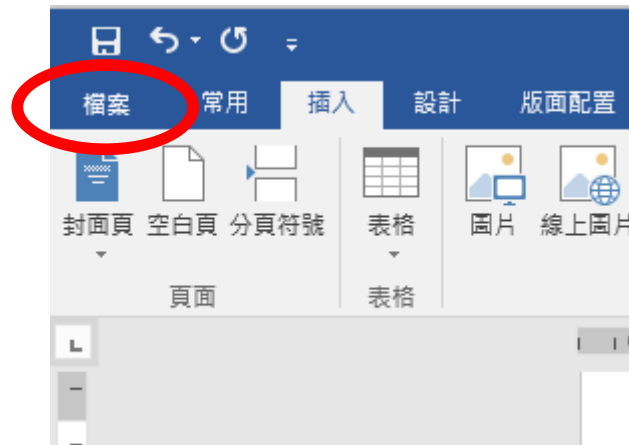 檔案 常用 插入 設計 版面配置
封面頁 空白頁 分頁符號 表格 圖片 線上圖片
頁面 表格